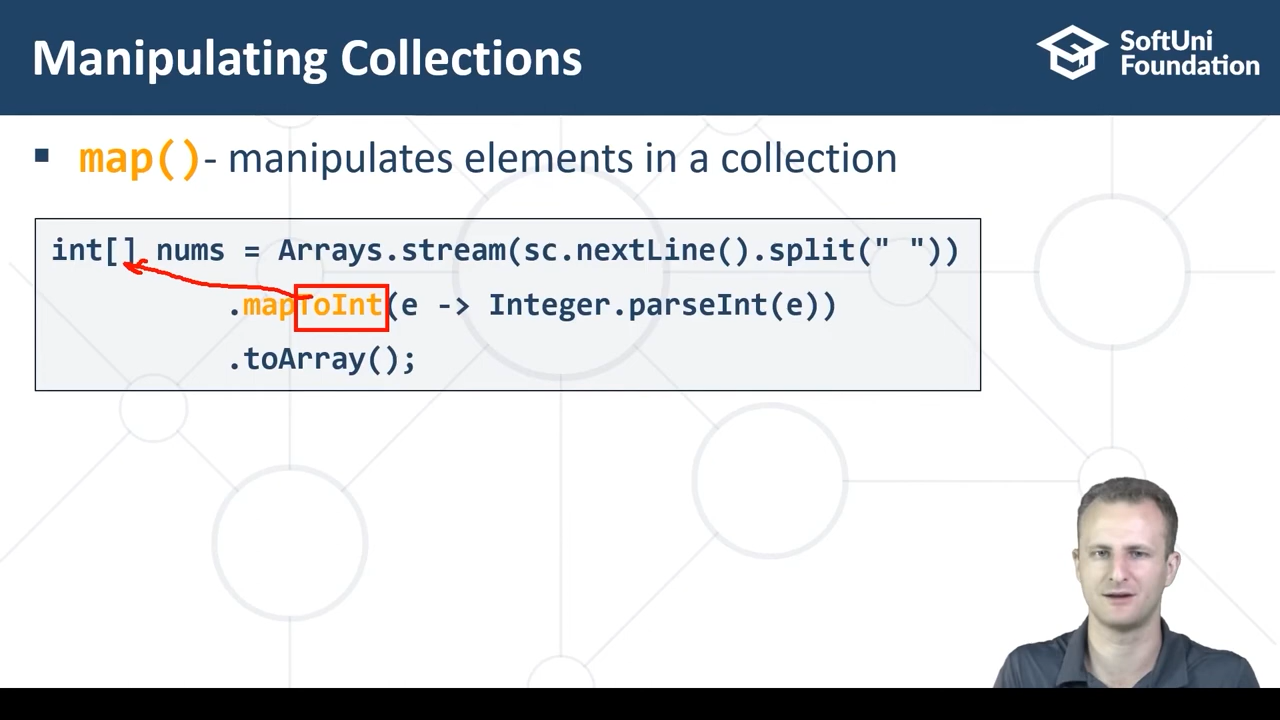 Manipulating Collections
SoftUni
Foundation
▪ map()- manipulates elements in a collection
int[] nums = Arrays.stream(sc.nextLine().split(" "))
.mapToInt(e -> Integer.parseInt(e))
.toArray();